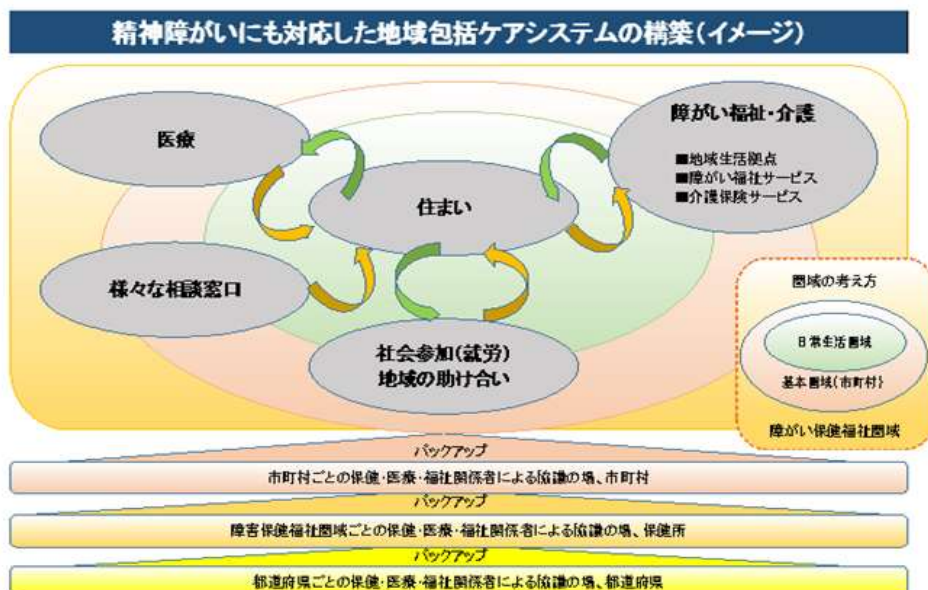 精神障がいにも対応した地域包括ケアシステムの構築(イメージ)
医療
障がい福祉・介護
■地域生活拠点
■障がい福祉サービス
■介護保険サービス
住まい
様々な相談窓口
社会参加(就労)
地域の助け合い
圏域の考え方
日常生活圏域
基本圏域(市町村)
障がい保健福祉圏域
バックアップ
市町村ごとの保健・医療・福祉関係者による協議の場、市町村
バックアップ
障害保健福祉圏域ごとの保健・医療・福祉関係者による協議の場、保健所
バックアップ
都道府県ごとの保健・医療・福祉関係者による協議の場、都道府県